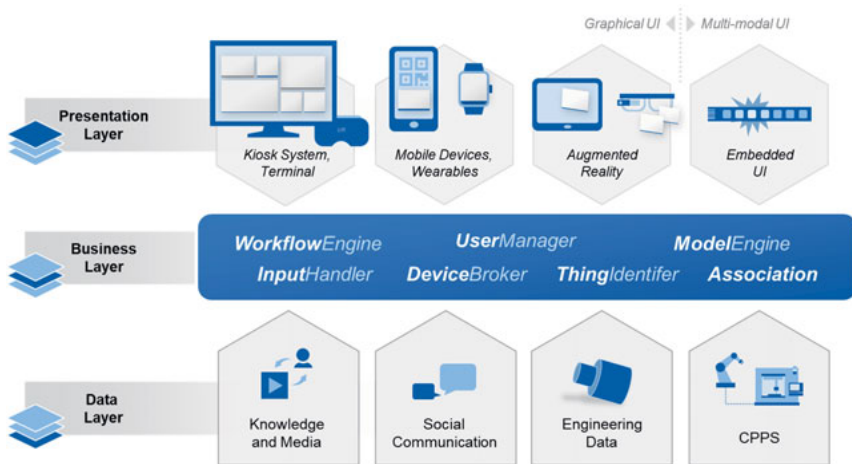 Graphical UI
Multi-modal UI
Presentation
Layer
Kiosk System,
Terminal
Mobile Devices,
Wearables
Augmented
Reality
Embedded
UI
Business
Layer
WorkflowEngine
UserManager
ModelEngine
InputHandler
DeviceBroker
ThingIdentifer
Association
Data
Layer
Knowledge
and Media
Social
Communication
Engineering
Data
CPPS